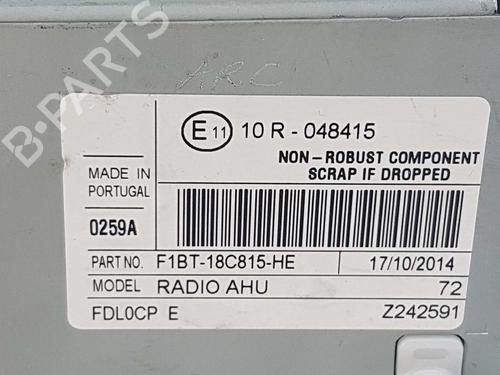 B-PARTS
ARC
E11 10 R - 048415
NON-ROBUST COMPONENT
SCRAP IF DROPPED
MADE IN
PORTUGAL
0259A
PART NO. F1BT-18C815-HE 17/10/2014
MODEL RADIO AHU 72
FDL0CP E Z242591